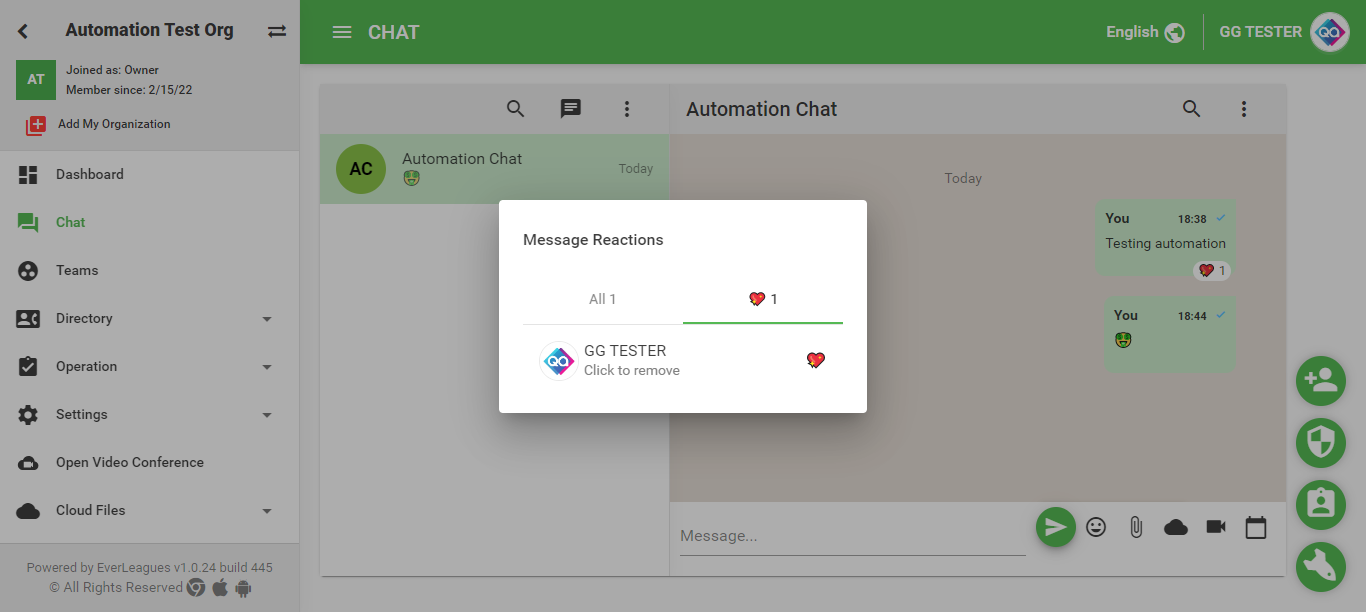 Automation Test Org
AT
Joined as: Owner
Member since: 2/15/22
Add My Organization
Dashboard
Chat
Teams
Directory
Operation
Settings
Open Video Conference
Cloud Files
Powered by EverLeagues v1.0.24 build 445
© All Rights Reserved
CHAT
English
GG TESTER
QA
Automation Chat
AC
Automation Chat
Today
Today
You 18:38
Testing automation
💘 1
You 18:44
🤑
Message...
Message Reactions
All 1
💘 1
QA
GG TESTER
Click to remove